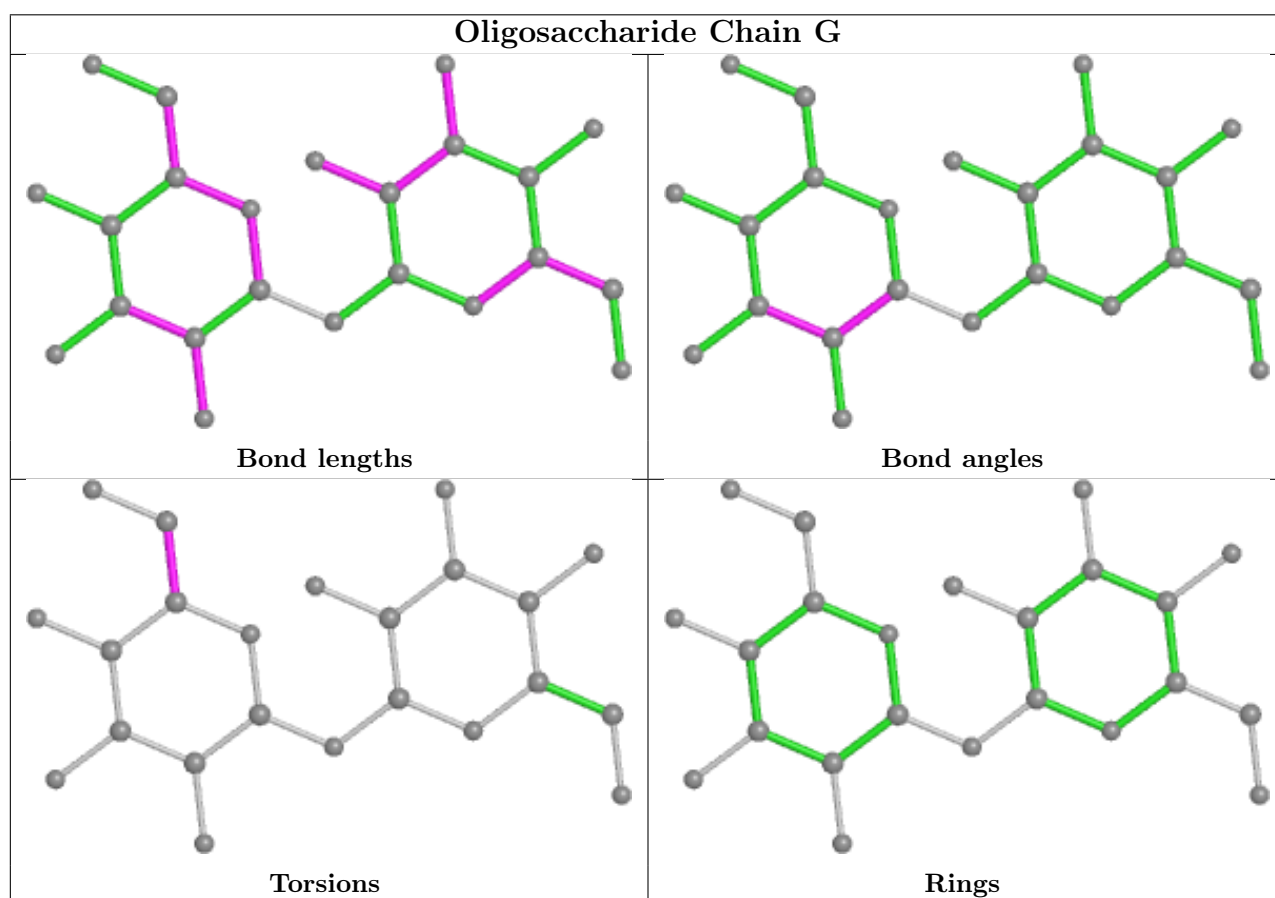 Oligosaccharide Chain G
Bond lengths
Bond angles
Torsions
Rings